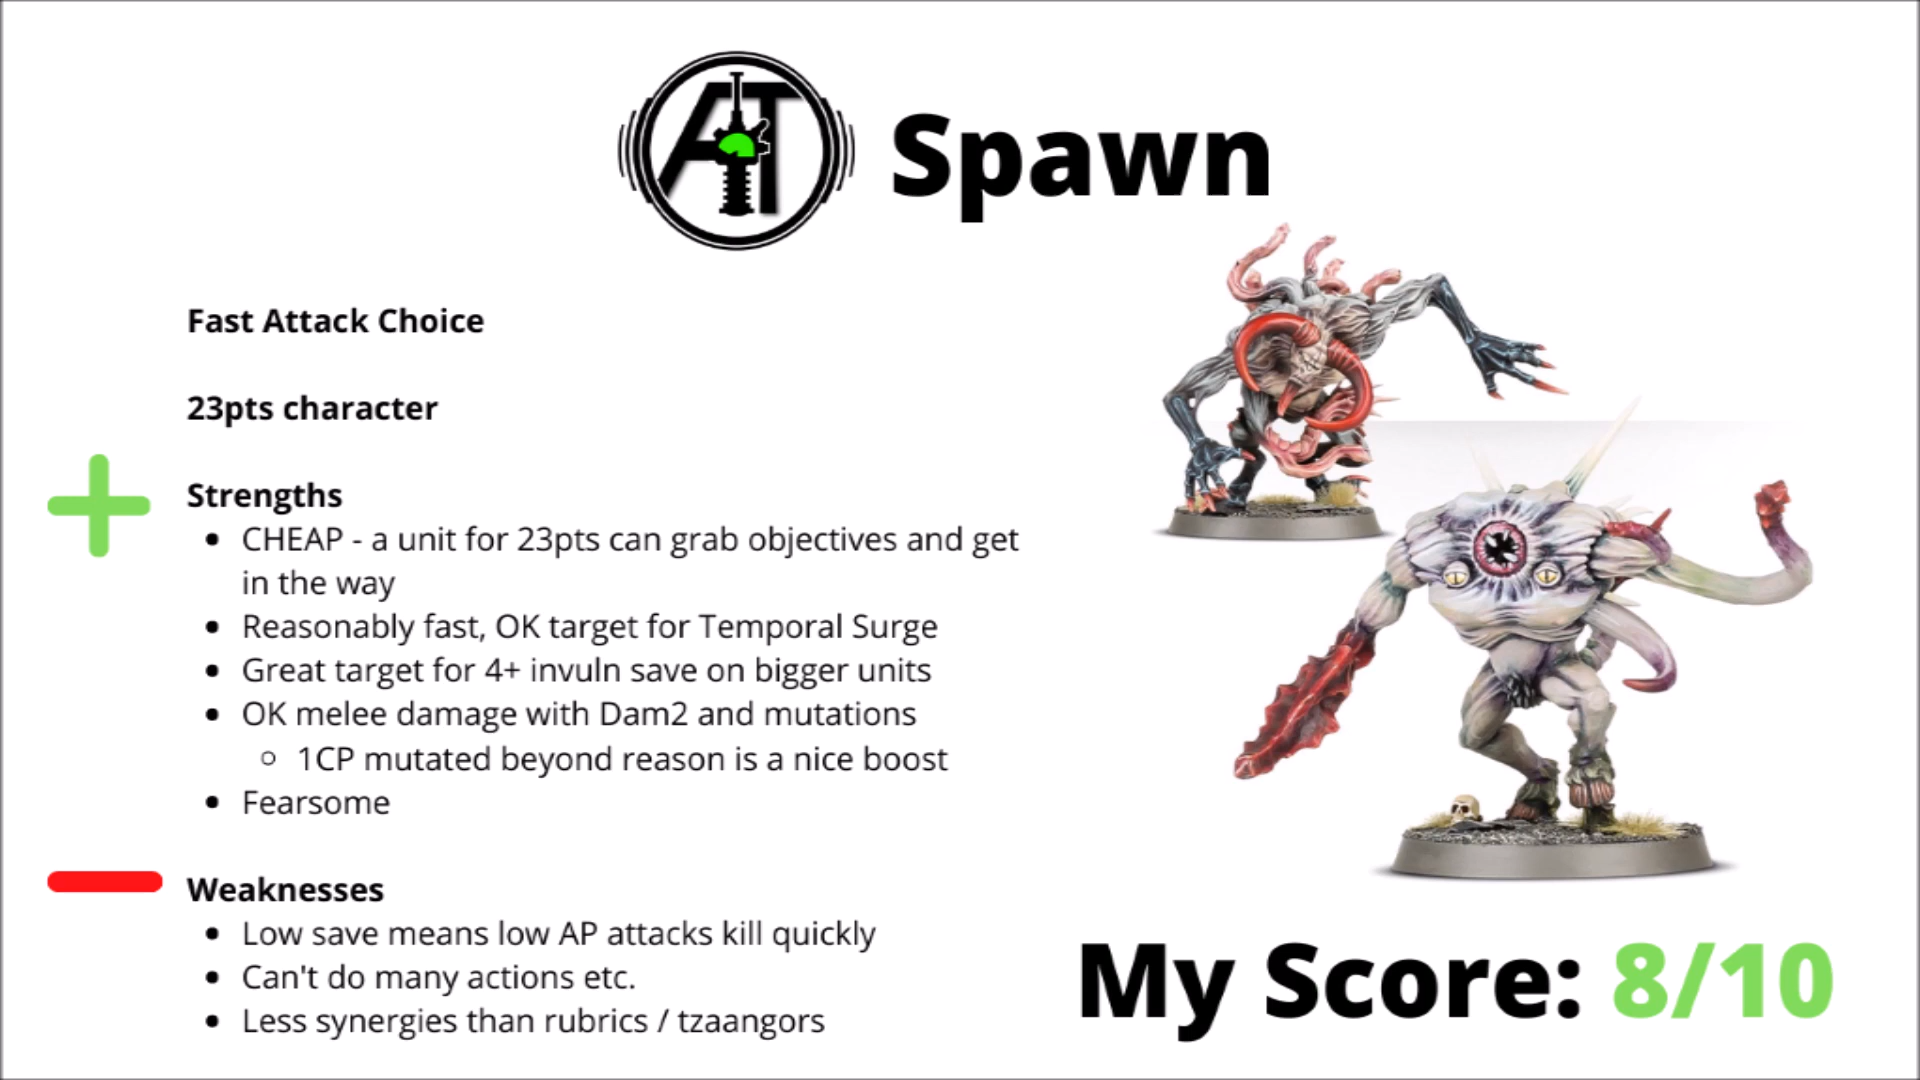 AT
Spawn
Fast Attack Choice
23pts character
Strengths
CHEAP - a unit for 23pts can grab objectives and get
in the way
Reasonably fast, OK target for Temporal Surge
Great target for 4+ invuln save on bigger units
OK melee damage with Dam2 and mutations
1CP mutated beyond reason is a nice boost
Fearsome
Weaknesses
Low save means low AP attacks kill quickly
Can't do many actions etc.
Less synergies than rubrics / tzaangors
My Score: 8/10